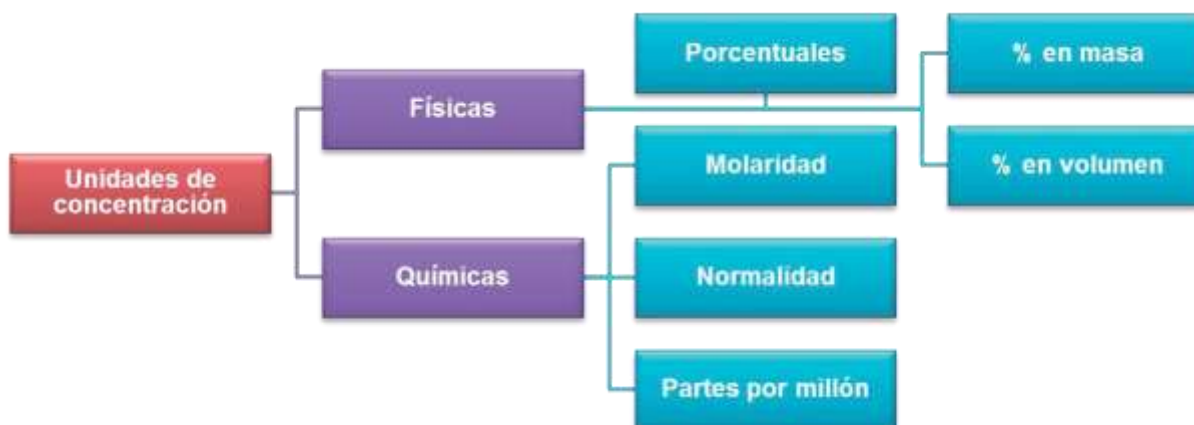 Porcentuales
% en masa
Físicas
Unidades de
concentración
Molaridad
% en volumen
Químicas
Normalidad
Partes por millón